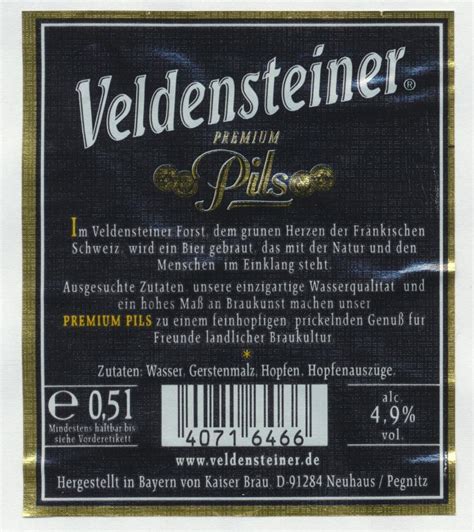 Veldensteiner®
PREMIUM
Pils
Im Veldensteiner Forst, dem grünen Herzen der Fränkischen
Schweiz, wird ein Bier gebraut, das mit der Natur und den
Menschen im Einklang steht.
Ausgesuchte Zutaten, unsere einzigartige Wasserqualität und
ein hohes Maß an Braukunst machen unser
PREMIUM PILS zu einem feinhopfigen, prickelnden Genuß für
Freunde ländlicher Braukultur.
*
Zutaten: Wasser, Gerstenmalz, Hopfen, Hopfenauszüge.
e 0,5l
Mindestens haltbar bis
siehe Vorderetikett
4071 6466
alc.
4,9%
vol.
www.veldensteiner.de
Hergestellt in Bayern von Kaiser Bräu, D-91284 Neuhaus / Pegnitz